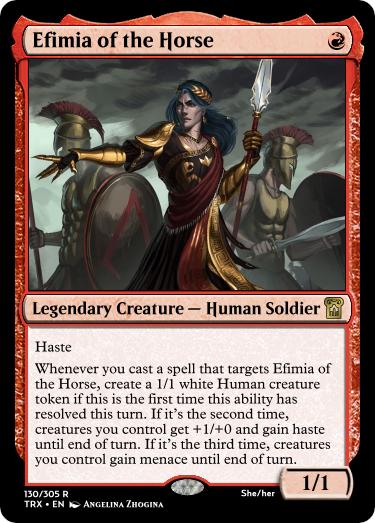 Efimia of the Horse
Legendary Creature — Human Soldier
Haste
Whenever you cast a spell that targets Efimia of
the Horse, create a 1/1 white Human creature
token if this is the first time this ability has
resolved this turn. If it's the second time,
creatures you control get +1/+0 and gain haste
until end of turn. If it's the third time, creatures
you control gain menace until end of turn.
1/1
130/305 R
She/her
TRX • EN Angelina Zhogina